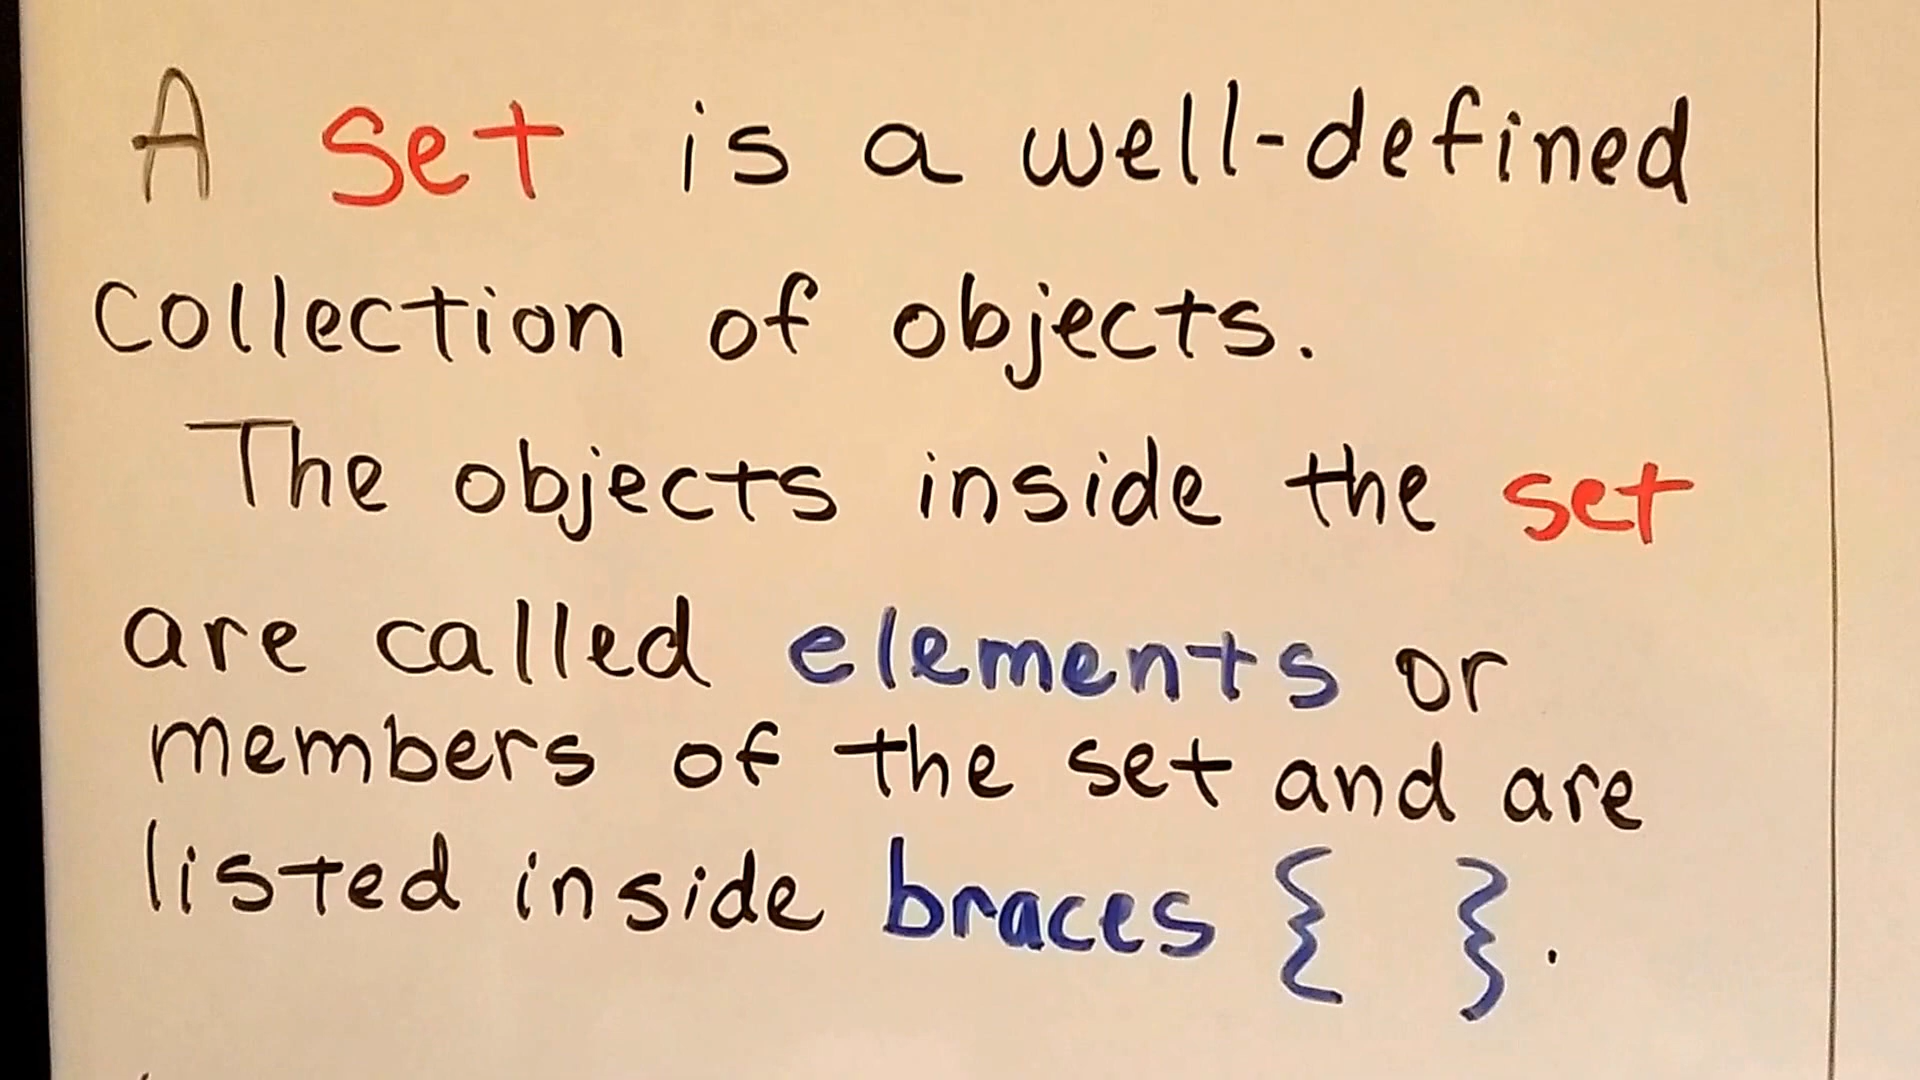 A set is a well-defined
collection of objects.
The objects inside the set
are called elements or
members of the set and are
listed inside braces { }.